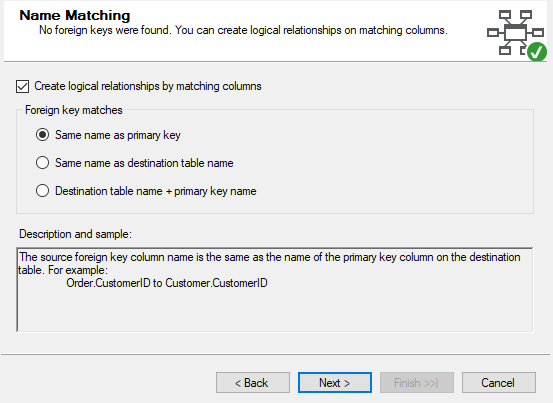 Name Matching
No foreign keys were found. You can create logical relationships on matching columns.
Create logical relationships by matching columns
Foreign key matches
Same name as primary key
Same name as destination table name
Destination table name + primary key name
Description and sample:
The source foreign key column name is the same as the name of the primary key column on the destination
table. For example:
Order.CustomerID to Customer.CustomerID
< Back
Next >
Finish >>|
Cancel